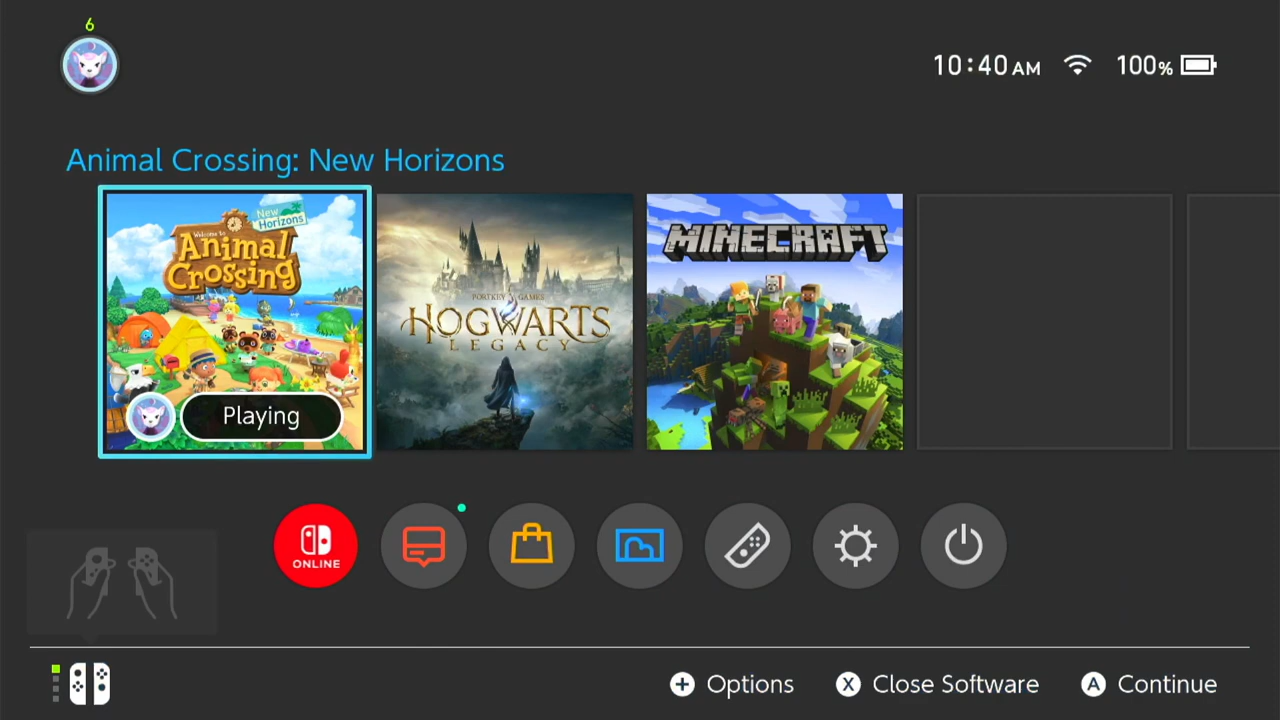 6
10:40 AM 100%
Animal Crossing: New Horizons
New
Horizons
Welcome to
Animal
Crossing
Playing
PORTKEY GAMES
HOGWARTS
LEGACY
MINECRAFT
ONLINE
+ Options X Close Software A Continue